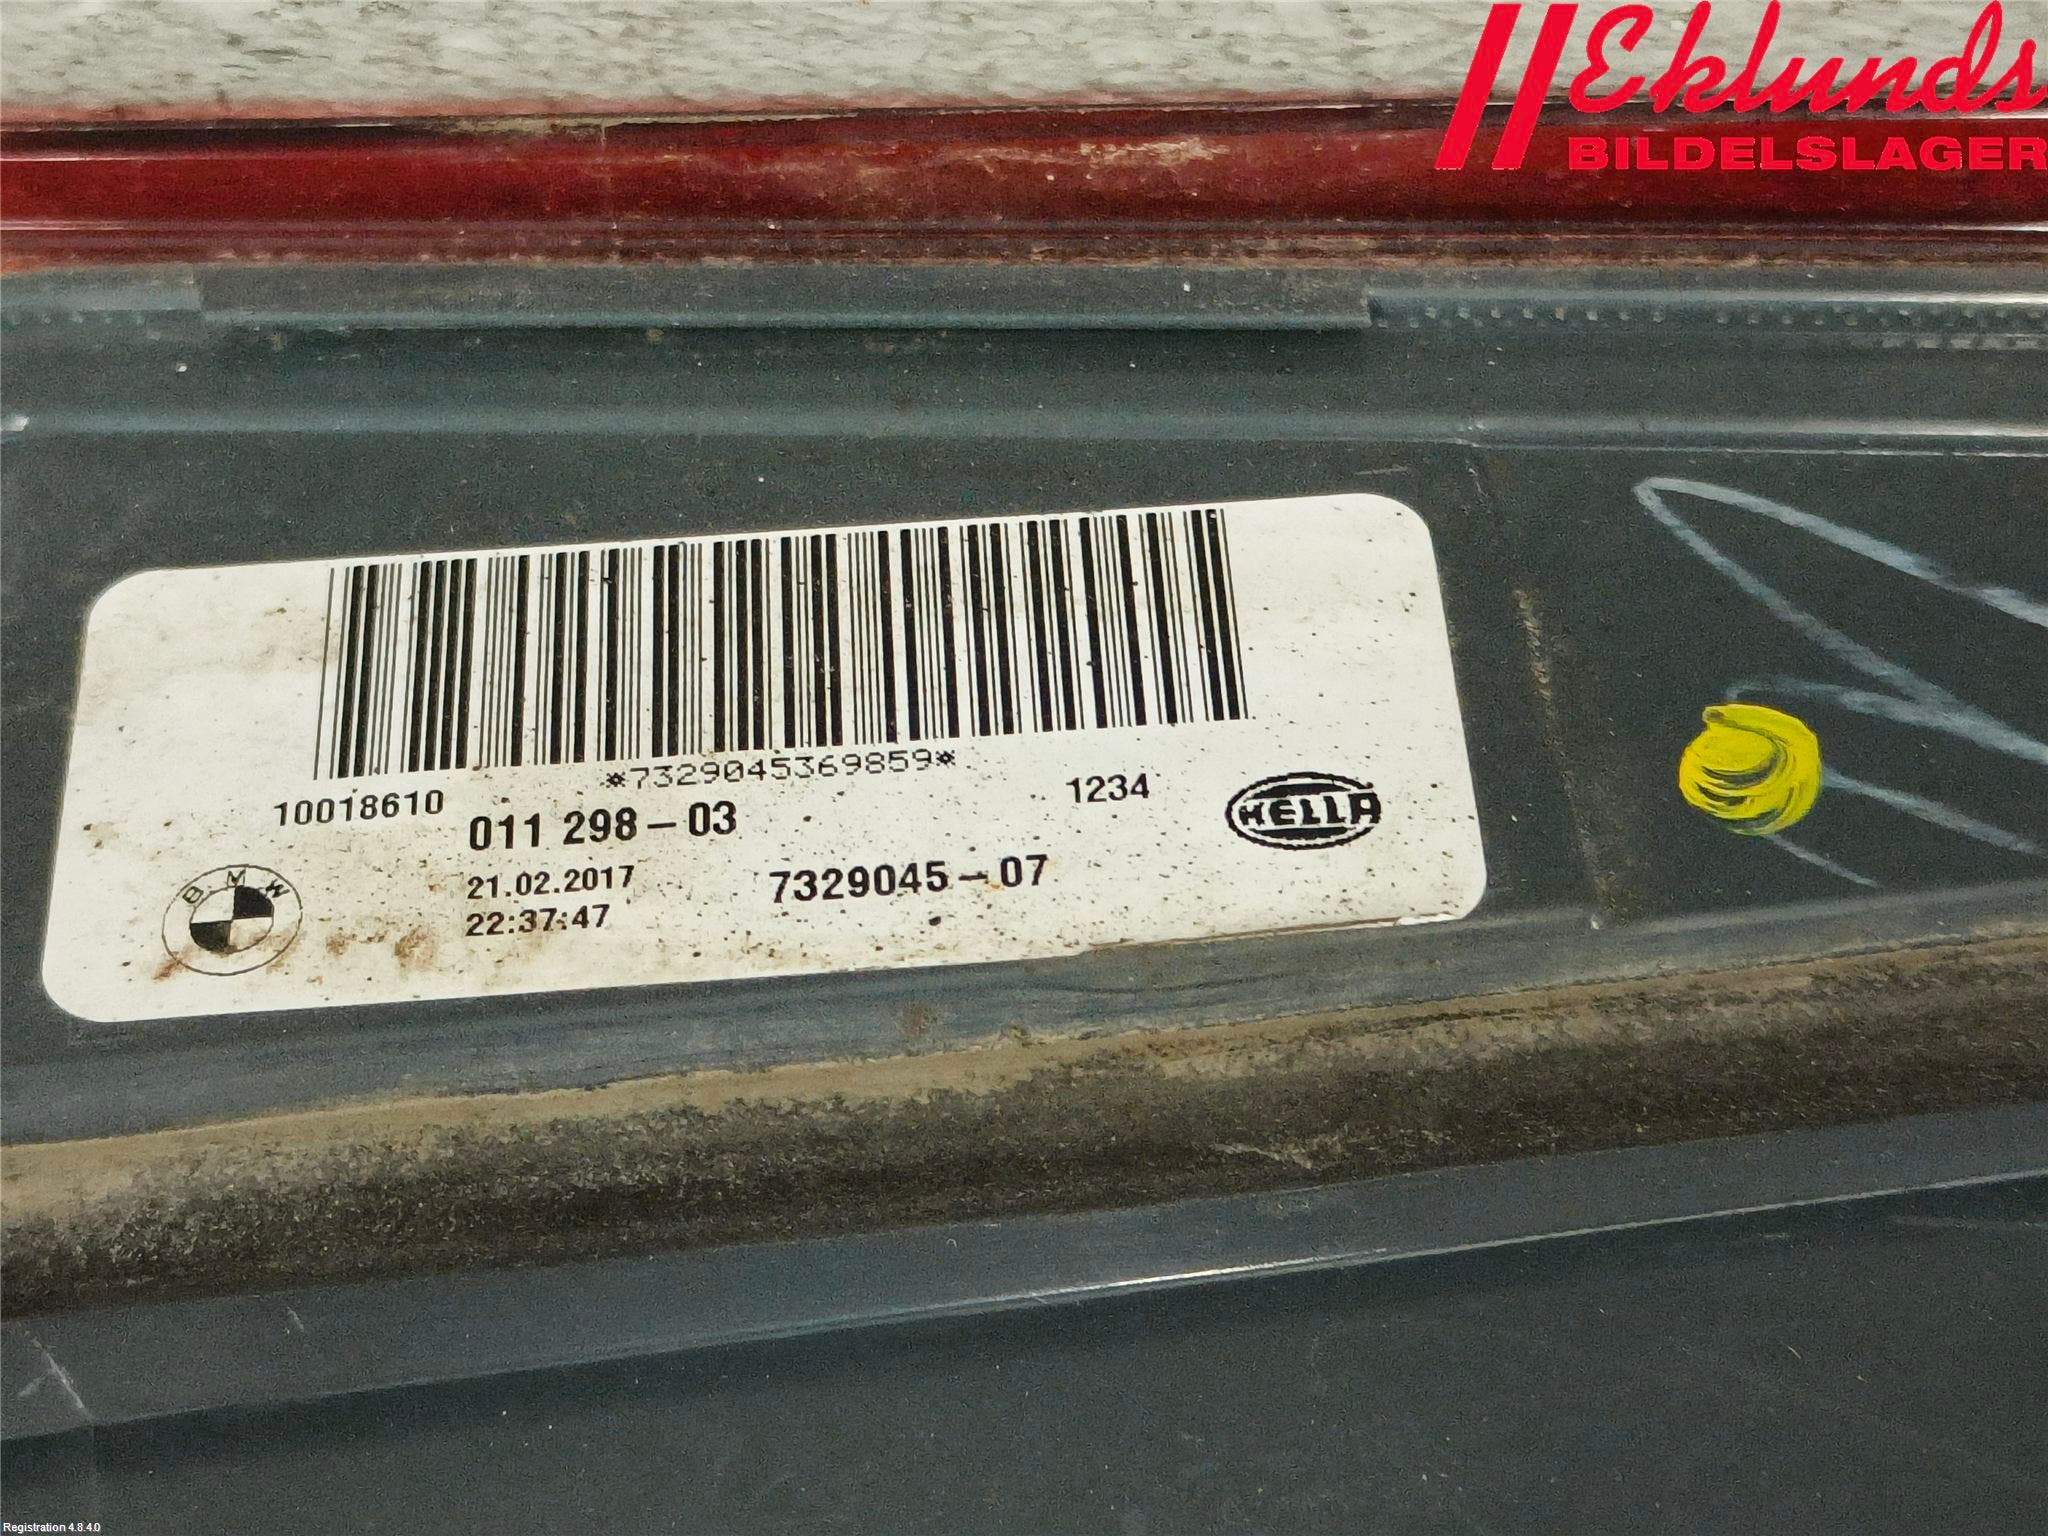 Eklunds
BILDELSLAGER
*7329045369859*
10018610
011 298-03
1234
HELLA
BMW
21.02.2017
7329045-07
22:37:47
Registration 4.8.4.0